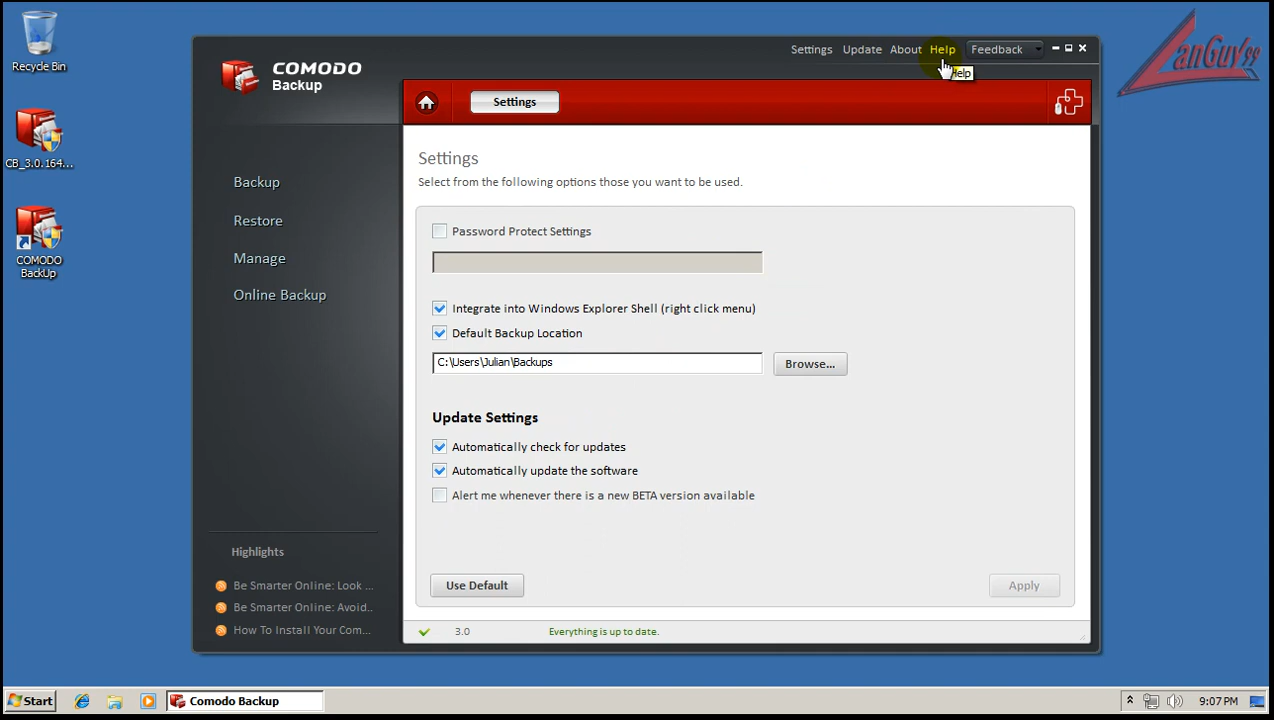 Recycle Bin
CB_3.0.164...
COMODO
BackUp
COMODO
Backup
Settings Update About Help Feedback
Help
LanGuy99
Settings
Backup
Restore
Manage
Online Backup
Highlights
Be Smarter Online: Look ...
Be Smarter Online: Avoid..
How To Install Your Com...
Settings
Select from the following options those you want to be used.
Password Protect Settings
Integrate into Windows Explorer Shell (right click menu)
Default Backup Location
C:\Users\Julian\Backups
Browse...
Update Settings
Automatically check for updates
Automatically update the software
Alert me whenever there is a new BETA version available
Use Default
Apply
3.0
Everything is up to date.
Start
Comodo Backup
9:07 PM